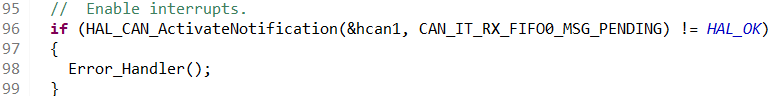 95 //  Enable interrupts.
96 if (HAL_CAN_ActivateNotification(&hcan1, CAN_IT_RX_FIFO0_MSG_PENDING) != HAL_OK)
97 {
98   Error_Handler();
99 }